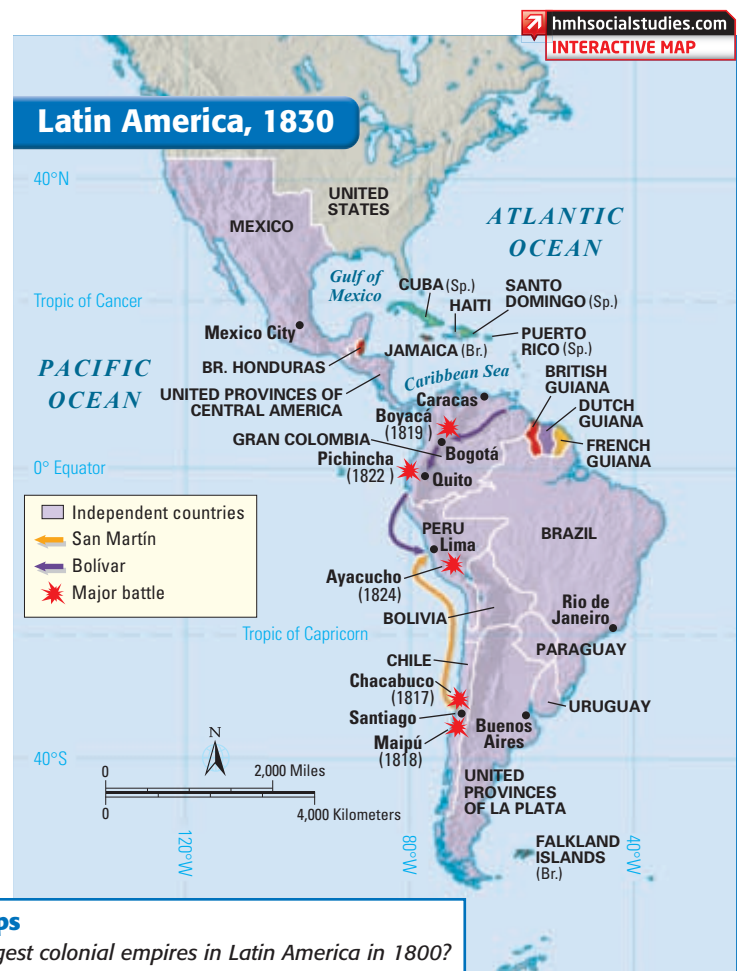 hmhsocialstudies.com
INTERACTIVE MAP
Latin America, 1830
40°N
UNITED
STATES
MEXICO
ATLANTIC
OCEAN
Gulf of
Mexico
CUBA (Sp.)
HAITI
SANTO
DOMINGO (Sp.)
Tropic of Cancer
Mexico City
JAMAICA (Br.)
PUERTO
RICO (Sp.)
PACIFIC
OCEAN
BR. HONDURAS
Caribbean Sea
BRITISH
GUIANA
UNITED PROVINCES OF
CENTRAL AMERICA
Caracas
DUTCH
GUIANA
Boyacá
(1819 )
GRAN COLOMBIA
Bogotá
FRENCH
GUIANA
Pichincha
(1822 )
0° Equator
Quito
Independent countries
San Martín
Bolívar
Major battle
PERU
Lima
BRAZIL
Ayacucho
(1824)
BOLIVIA
Rio de
Janeiro
Tropic of Capricorn
PARAGUAY
CHILE
Chacabuco
(1817)
URUGUAY
Santiago
Buenos
Aires
Maipú
(1818)
N
40°S
0
2,000 Miles
0
4,000 Kilometers
UNITED
PROVINCES
OF LA PLATA
120°W
80°W
40°W
FALKLAND
ISLANDS
(Br.)
ps
gest colonial empires in Latin America in 1800?